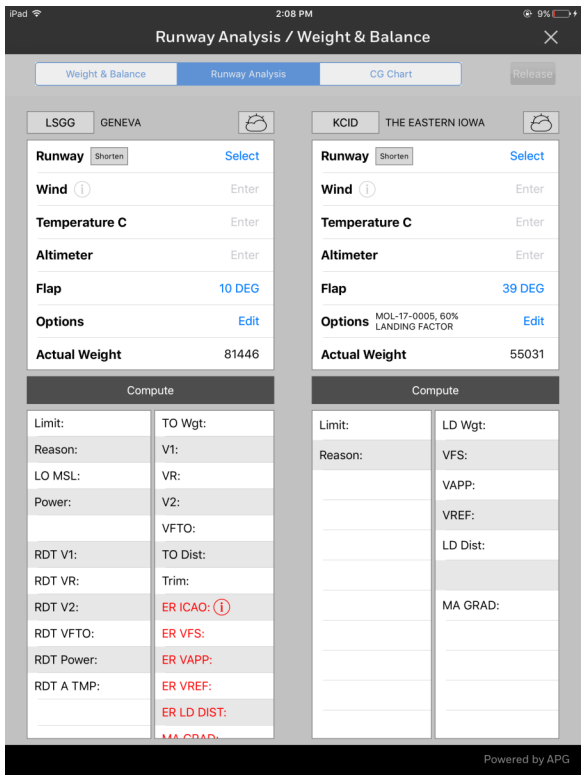 iPad 2:08 PM 9%
Runway Analysis / Weight & Balance
Weight & Balance Runway Analysis CG Chart Release
LSGG GENEVA
Runway Shorten Select
Wind i Enter
Temperature C Enter
Altimeter Enter
Flap 10 DEG
Options Edit
Actual Weight 81446
Compute
Limit:
Reason:
LO MSL:
Power:
RDT V1:
RDT VR:
RDT V2:
RDT VFTO:
RDT Power:
RDT A TMP:
TO Wgt:
V1:
VR:
V2:
VFTO:
TO Dist:
Trim:
ER ICAO: i
ER VFS:
ER VAPP:
ER VREF:
ER LD DIST:
MA GRAD:
KCID THE EASTERN IOWA
Runway Shorten Select
Wind i Enter
Temperature C Enter
Altimeter Enter
Flap 39 DEG
Options MOL-17-0005, 60%
LANDING FACTOR Edit
Actual Weight 55031
Compute
Limit:
Reason:
LD Wgt:
VFS:
VAPP:
VREF:
LD Dist:
MA GRAD:
Powered by APG